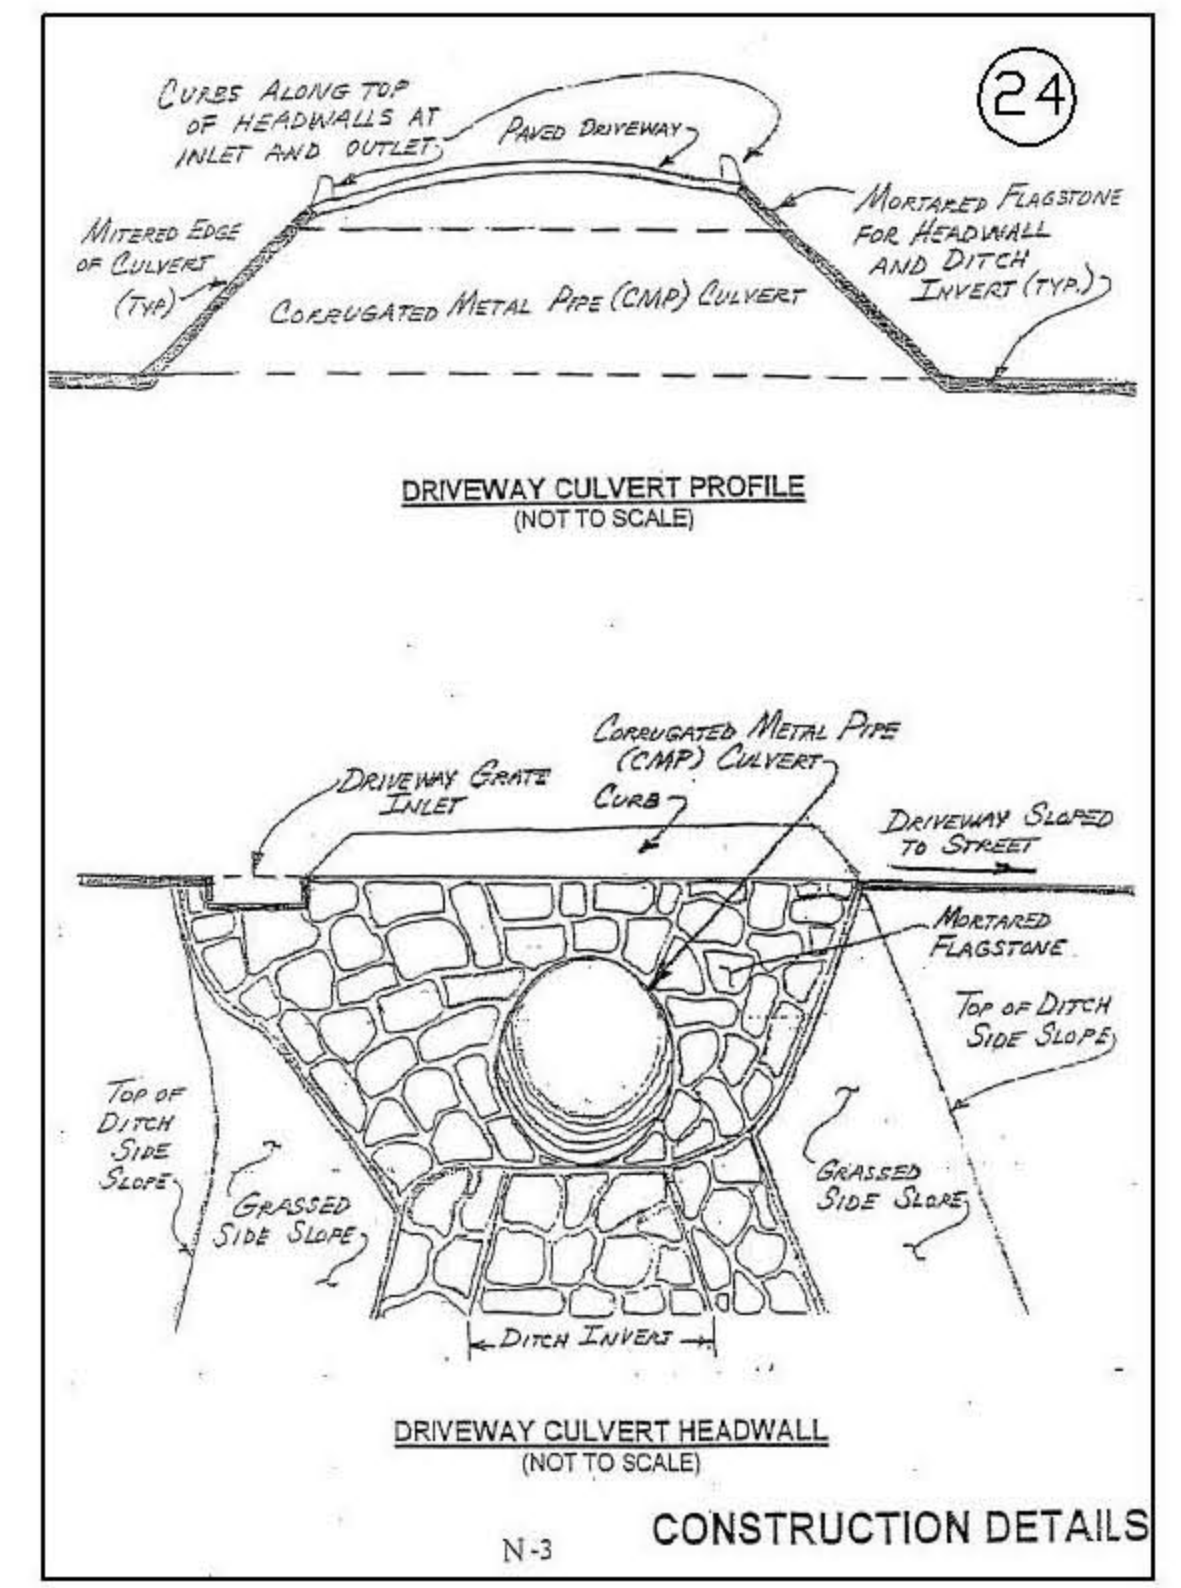 24
CURBS ALONG TOP
OF HEADWALLS AT
INLET AND OUTLET
PAVED DRIVEWAY
MORTARED FLAGSTONE
FOR HEADWALL
AND DITCH
INVERT (TYP.)
MITERED EDGE
OF CULVERT
(TYP)
CORRUGATED METAL PIPE (CMP) CULVERT
DRIVEWAY CULVERT PROFILE
(NOT TO SCALE)
CORRUGATED METAL PIPE
(CMP) CULVERT
DRIVEWAY GRATE
INLET
CURB
DRIVEWAY SLOPED
TO STREET
MORTARED
FLAGSTONE
TOP OF DITCH
SIDE SLOPE
TOP OF
DITCH
SIDE
SLOPE
GRASSED
SIDE SLOPE
GRASSED
SIDE SLOPE
DITCH INVERT
DRIVEWAY CULVERT HEADWALL
(NOT TO SCALE)
CONSTRUCTION DETAILS
N-3